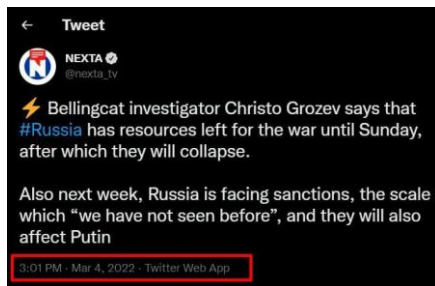 ← Tweet
NEXTA
@nexta_tv
⚡ Bellingcat investigator Christo Grozev says that
#Russia has resources left for the war until Sunday,
after which they will collapse.
Also next week, Russia is facing sanctions, the scale
which “we have not seen before”, and they will also
affect Putin
3:01 PM · Mar 4, 2022 · Twitter Web App